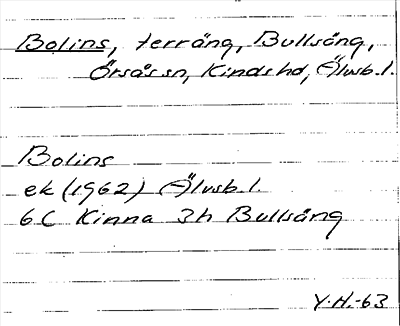 Bolins, terräng, Bullsäng,
Örsås sn, Kinds hd, Älvsb. l.
Bolins
ek (1962) Älvsb. l.
6C Kinna 3h Bullsäng
Y.H.-63